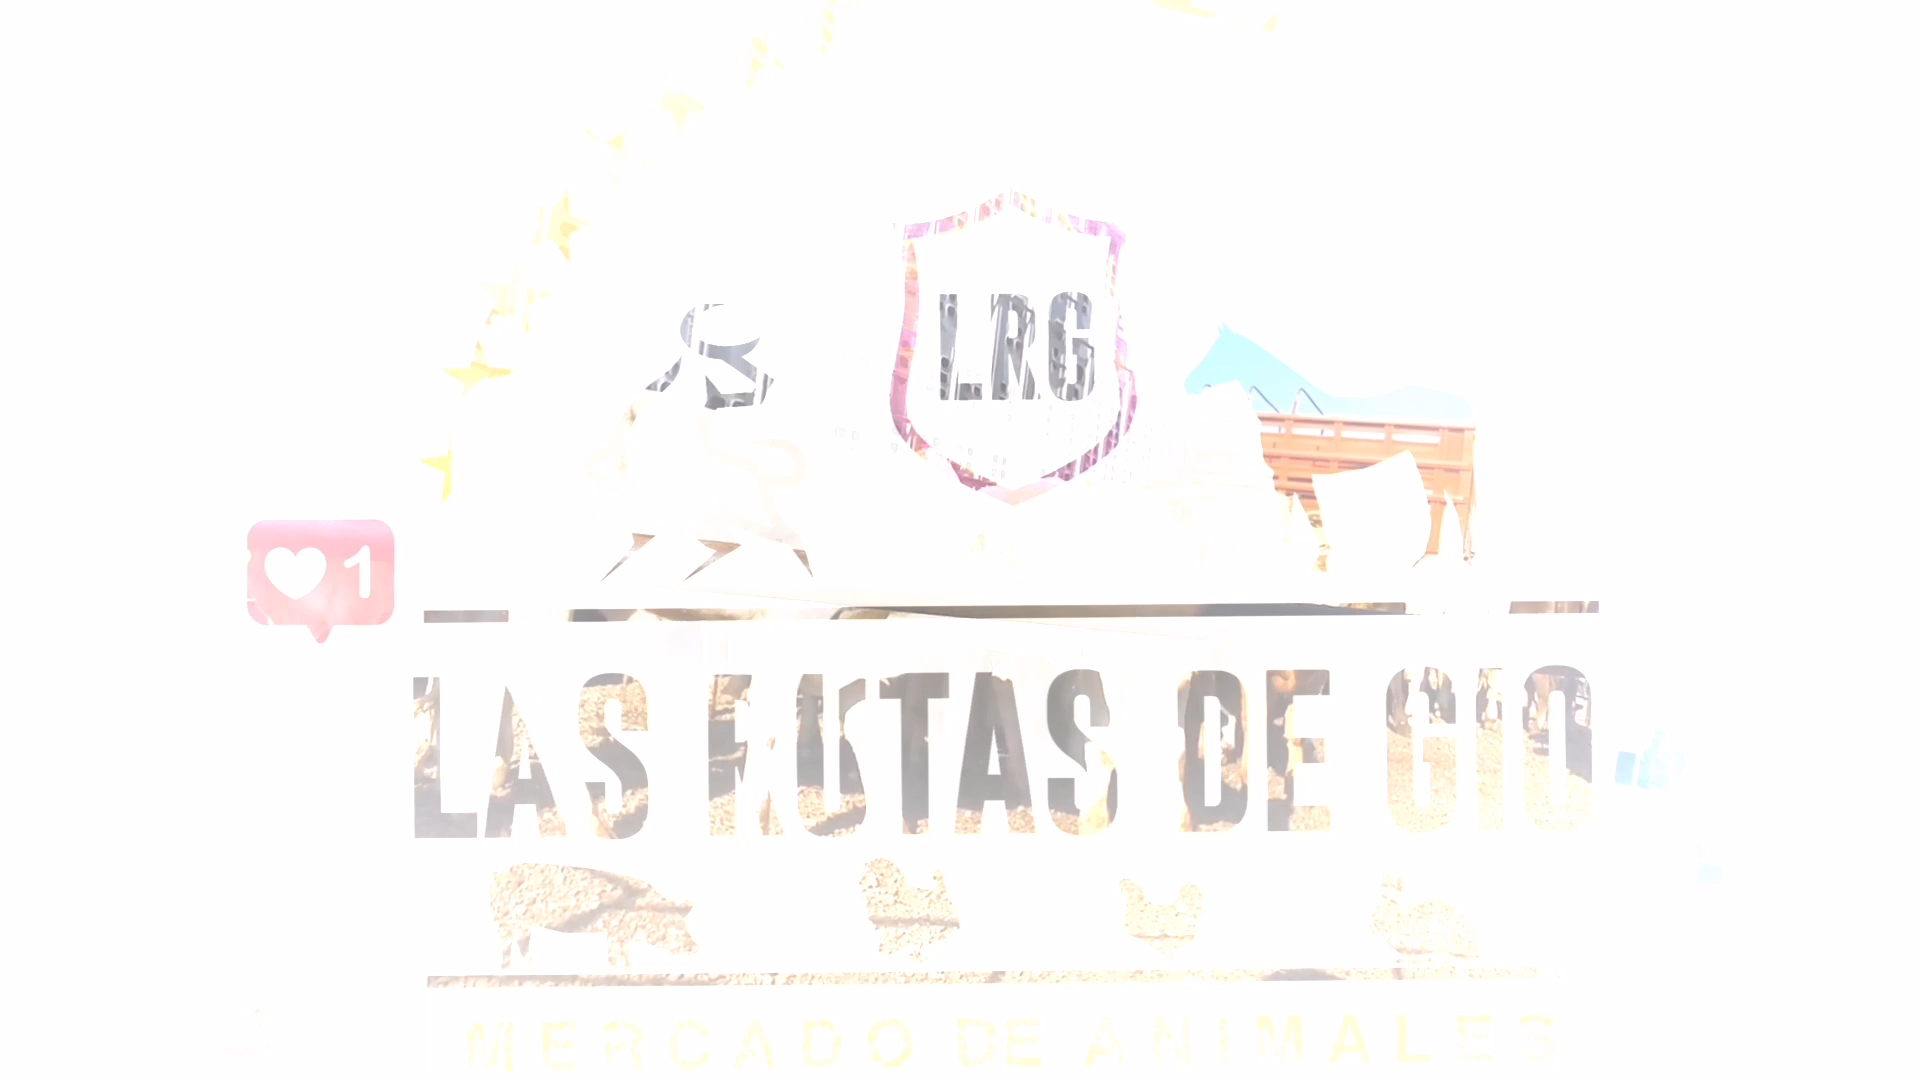 LRG
1
LAS RUTAS DE GIO
MERCADO DE ANIMALES